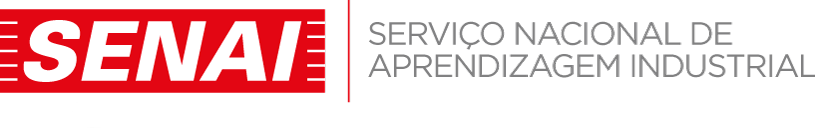 SENAI
SERVIÇO NACIONAL DE
APRENDIZAGEM INDUSTRIAL